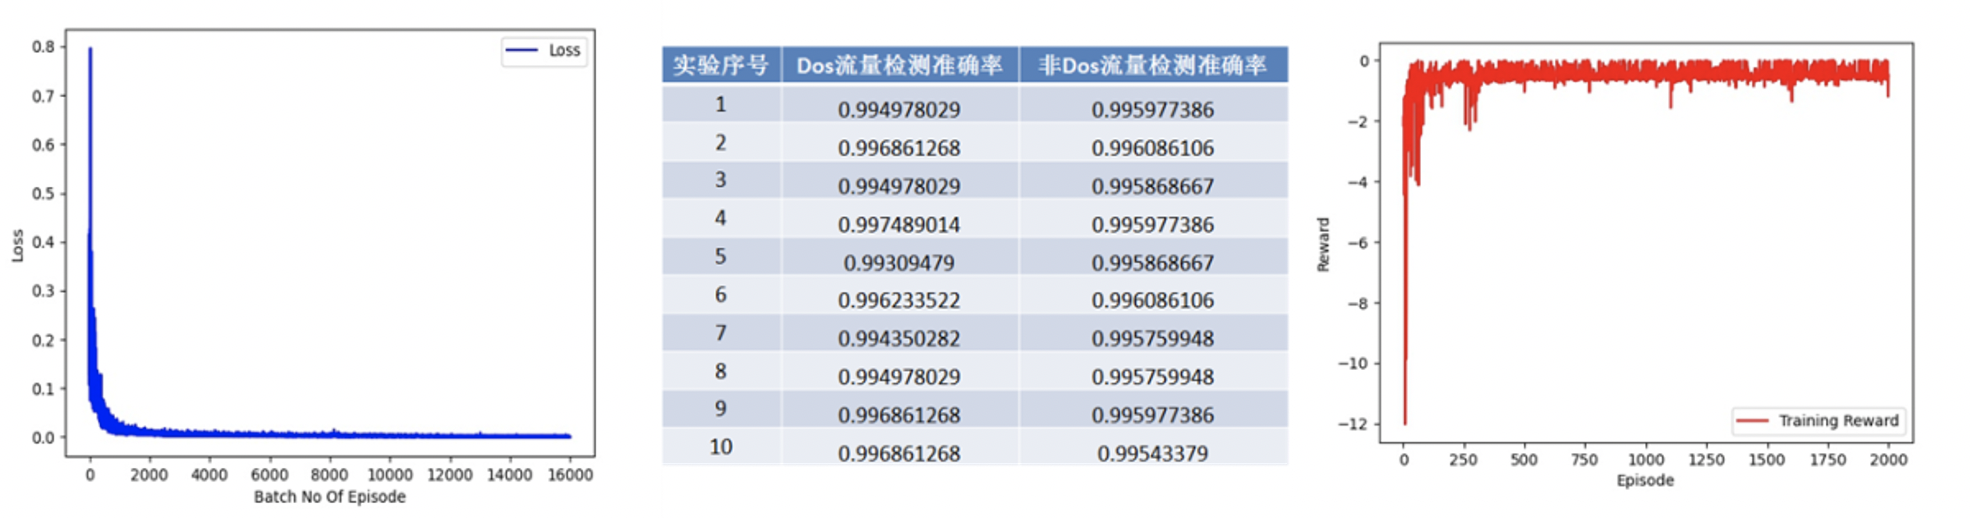 Loss
0.8
0.7
0.6
0.5
0.4
0.3
0.2
0.1
0.0
Loss
0 2000 4000 6000 8000 10000 12000 14000 16000
Batch No Of Episode
实验序号 Dos流量检测准确率 非Dos流量检测准确率
1 0.994978029 0.995977386
2 0.996861268 0.996086106
3 0.994978029 0.995868667
4 0.997489014 0.995977386
5 0.99309479 0.995868667
6 0.996233522 0.996086106
7 0.994350282 0.995759948
8 0.994978029 0.995759948
9 0.996861268 0.995977386
10 0.996861268 0.99543379
0
−2
−4
−6
−8
−10
−12
Reward
Training Reward
0 250 500 750 1000 1250 1500 1750 2000
Episode